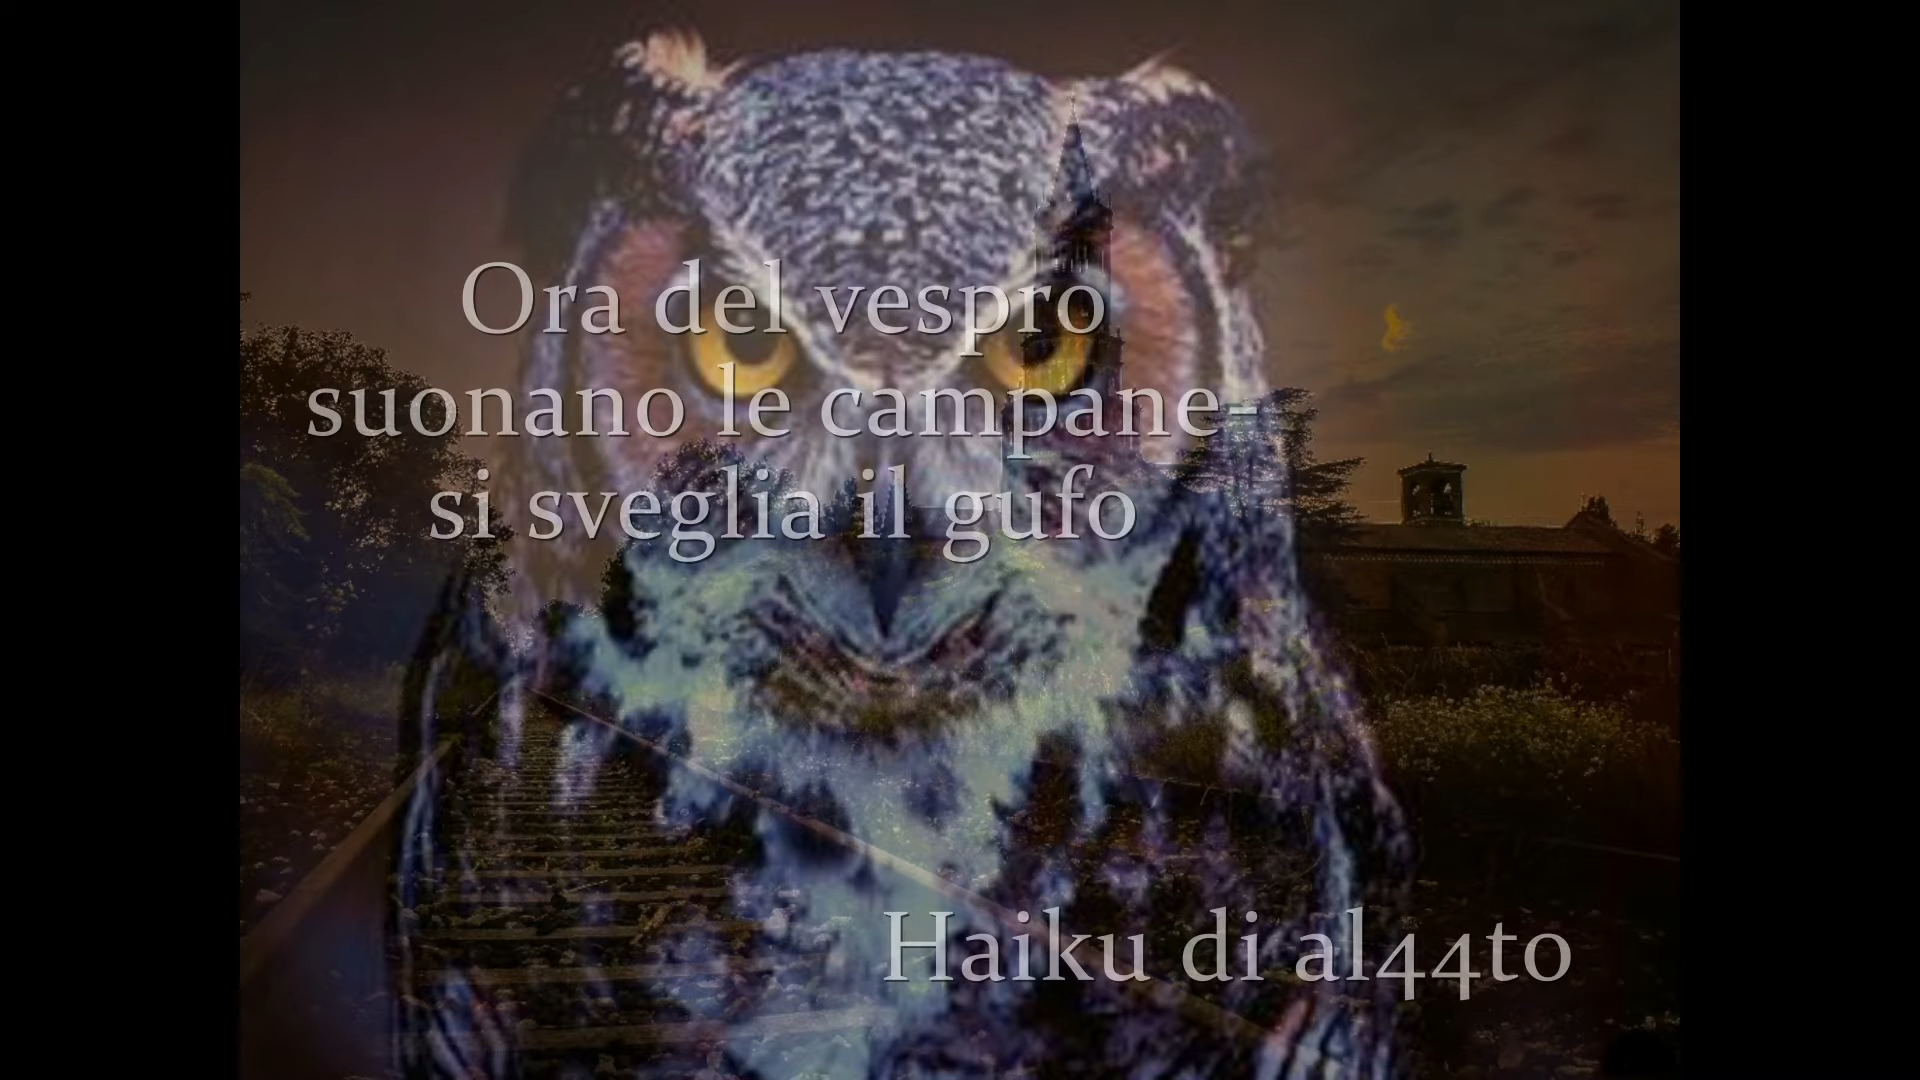 Ora del vespro
suonano le campane-
si sveglia il gufo
Haiku di al44to